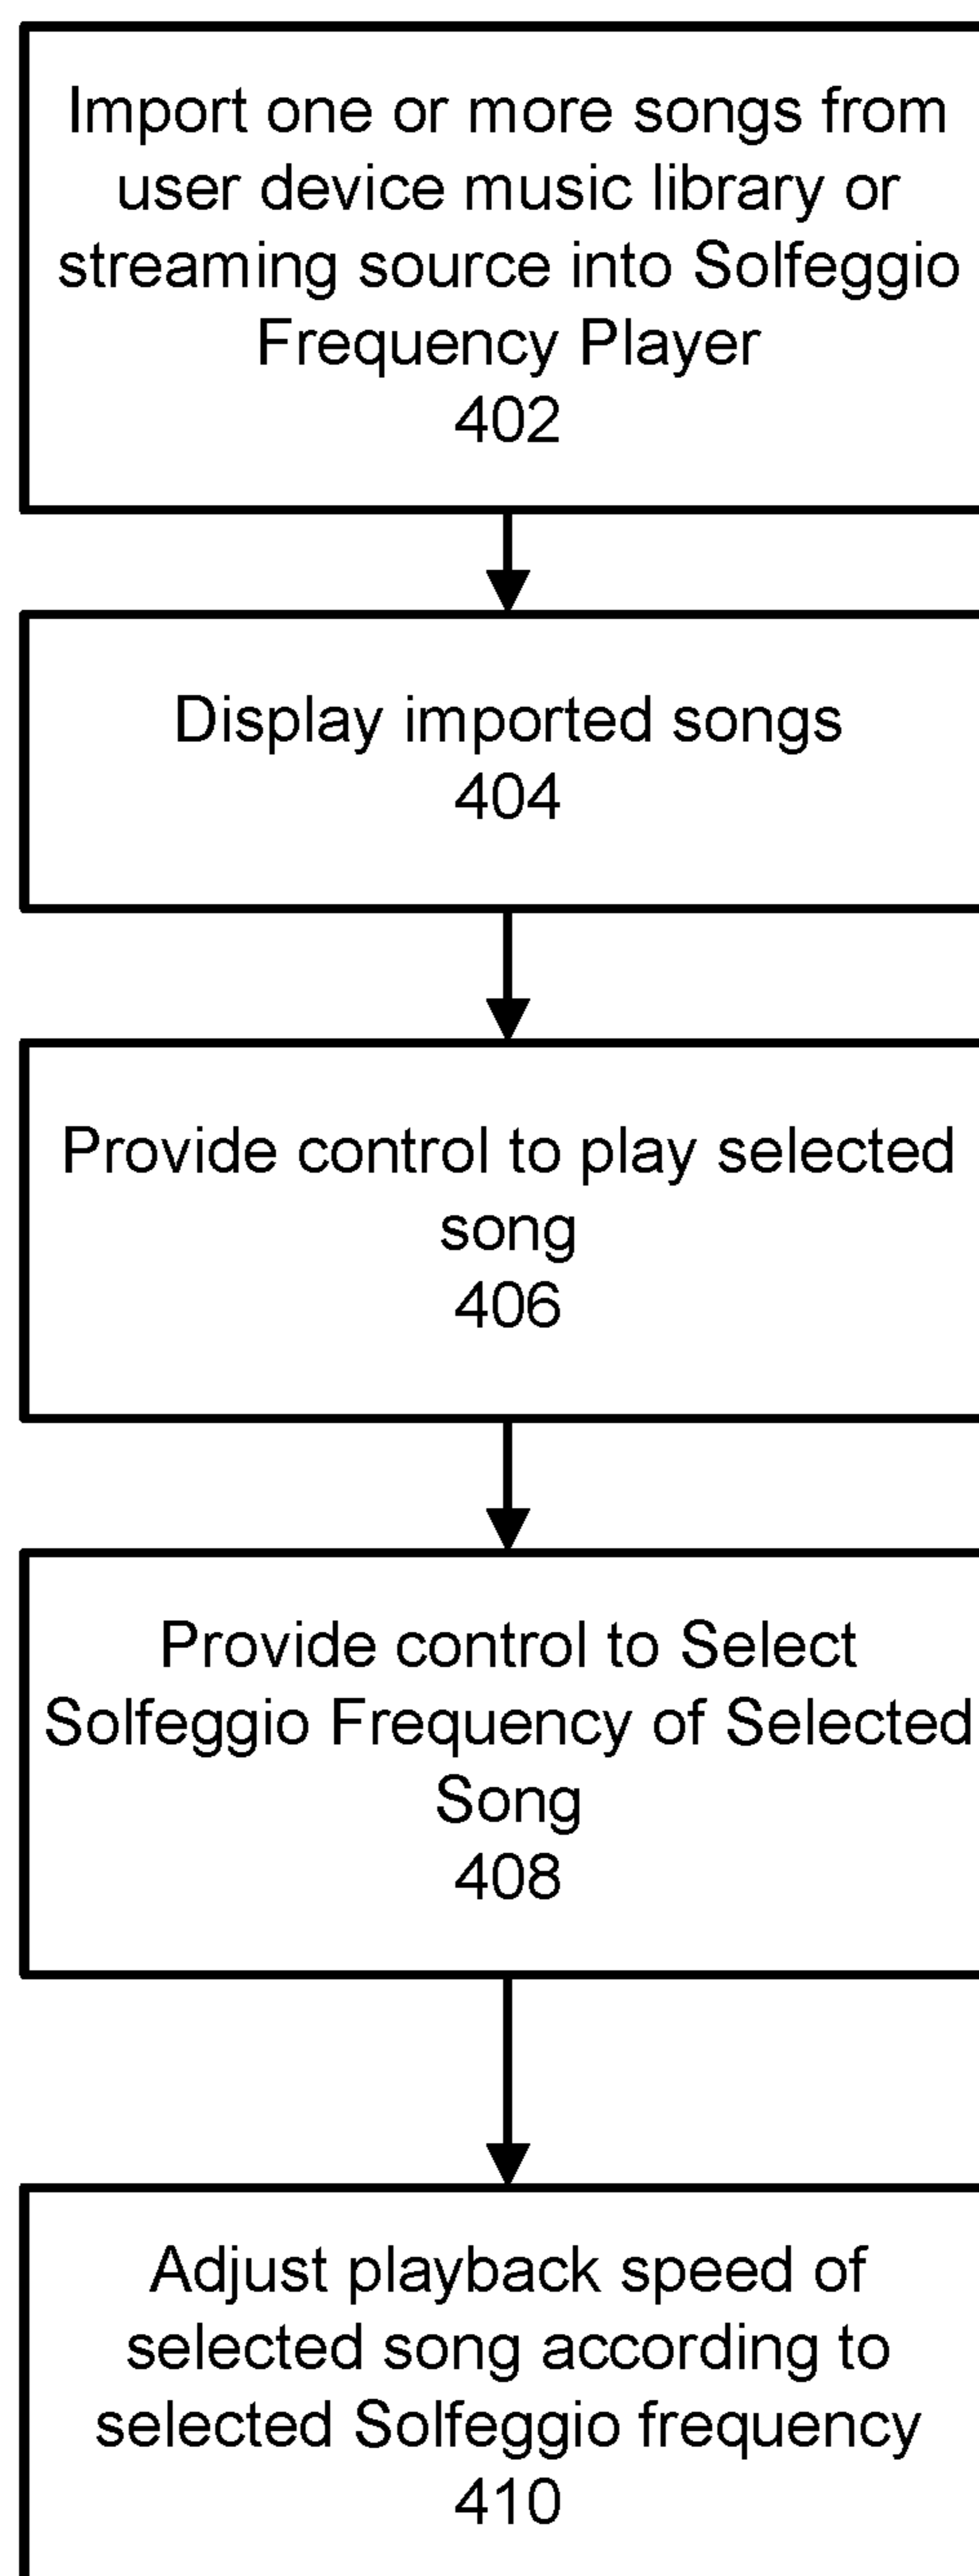 Import one or more songs from
user device music library or
streaming source into Solfeggio
Frequency Player
402
Display imported songs
404
Provide control to play selected
song
406
Provide control to Select
Solfeggio Frequency of Selected
Song
408
Adjust playback speed of
selected song according to
selected Solfeggio frequency
410